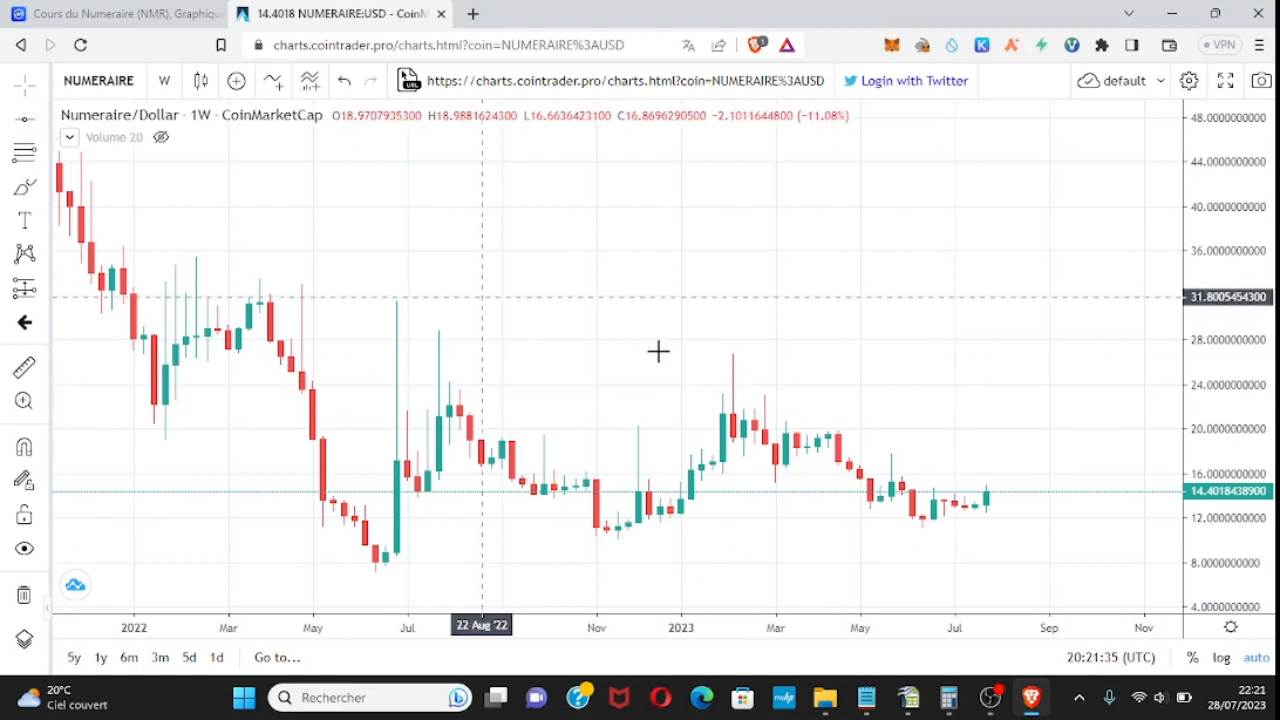 Cours du Numeraire (NMR), Graphiqu
14.4018 NUMERAIRE:USD - CoinM
charts.cointrader.pro/charts.html?coin=NUMERAIRE%3AUSD
1
VPN
NUMERAIRE
W
URL
https://charts.cointrader.pro/charts.html?coin=NUMERAIRE%3AUSD
Login with Twitter
default
Numeraire/Dollar · 1W · CoinMarketCap O18.9707935300 H18.9881624300 L16.6636423100 C16.8696290500 −2.1011644800 (−11.08%)
Volume 20
48.0000000000
44.0000000000
40.0000000000
36.0000000000
31.8005454300
28.0000000000
24.0000000000
20.0000000000
16.0000000000
14.4018438900
12.0000000000
8.0000000000
4.0000000000
2022 Mar May Jul 22 Aug '22 Nov 2023 Mar May Jul Sep Nov
5y 1y 6m 3m 5d 1d Go to... 20:21:35 (UTC) % log auto
20°C
Ciel couvert
Rechercher
22:21
28/07/2023